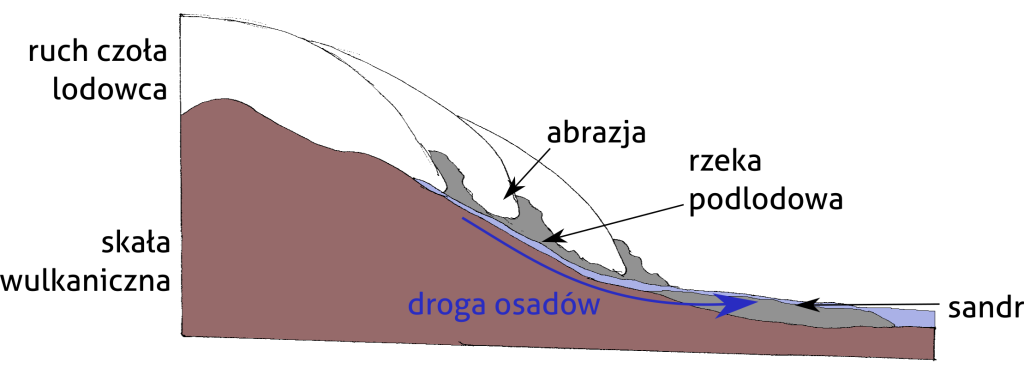 ruch czoła
lodowca
abrazja
rzeka
podlodowa
skała
wulkaniczna
droga osadów
sandr